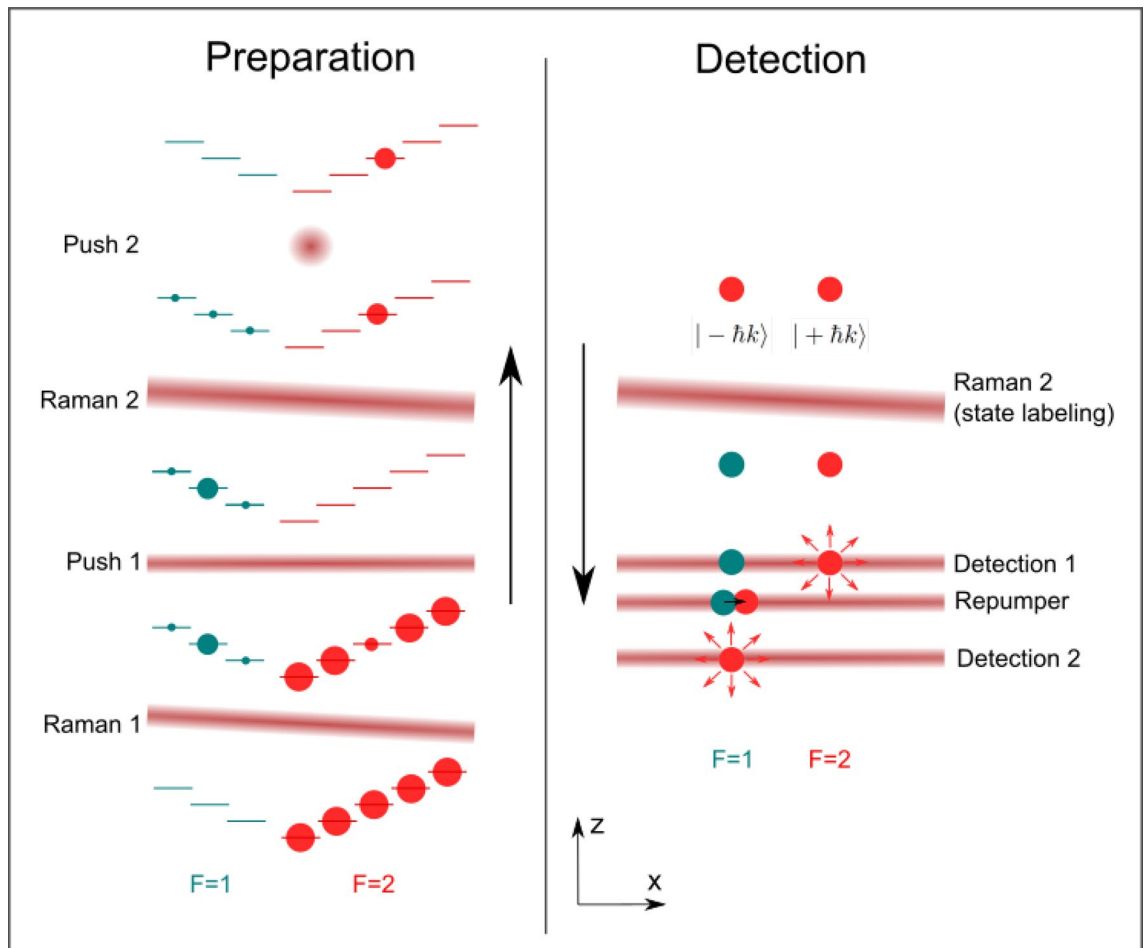 Preparation
Push 2
Raman 2
Push 1
Raman 1
F=1
F=2
Detection
| − ħk⟩
| + ħk⟩
Raman 2
(state labeling)
Detection 1
Repumper
Detection 2
F=1
F=2
z
x